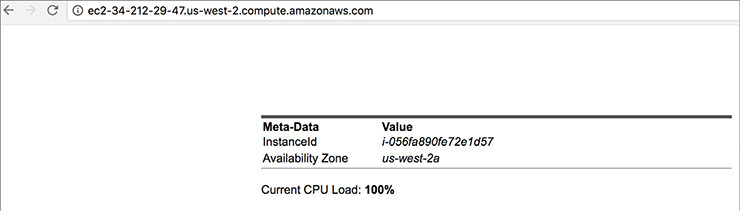 ec2-34-212-29-47.us-west-2.compute.amazonaws.com
Meta-Data Value
InstanceId i-056fa890fe72e1d57
Availability Zone us-west-2a
Current CPU Load: 100%